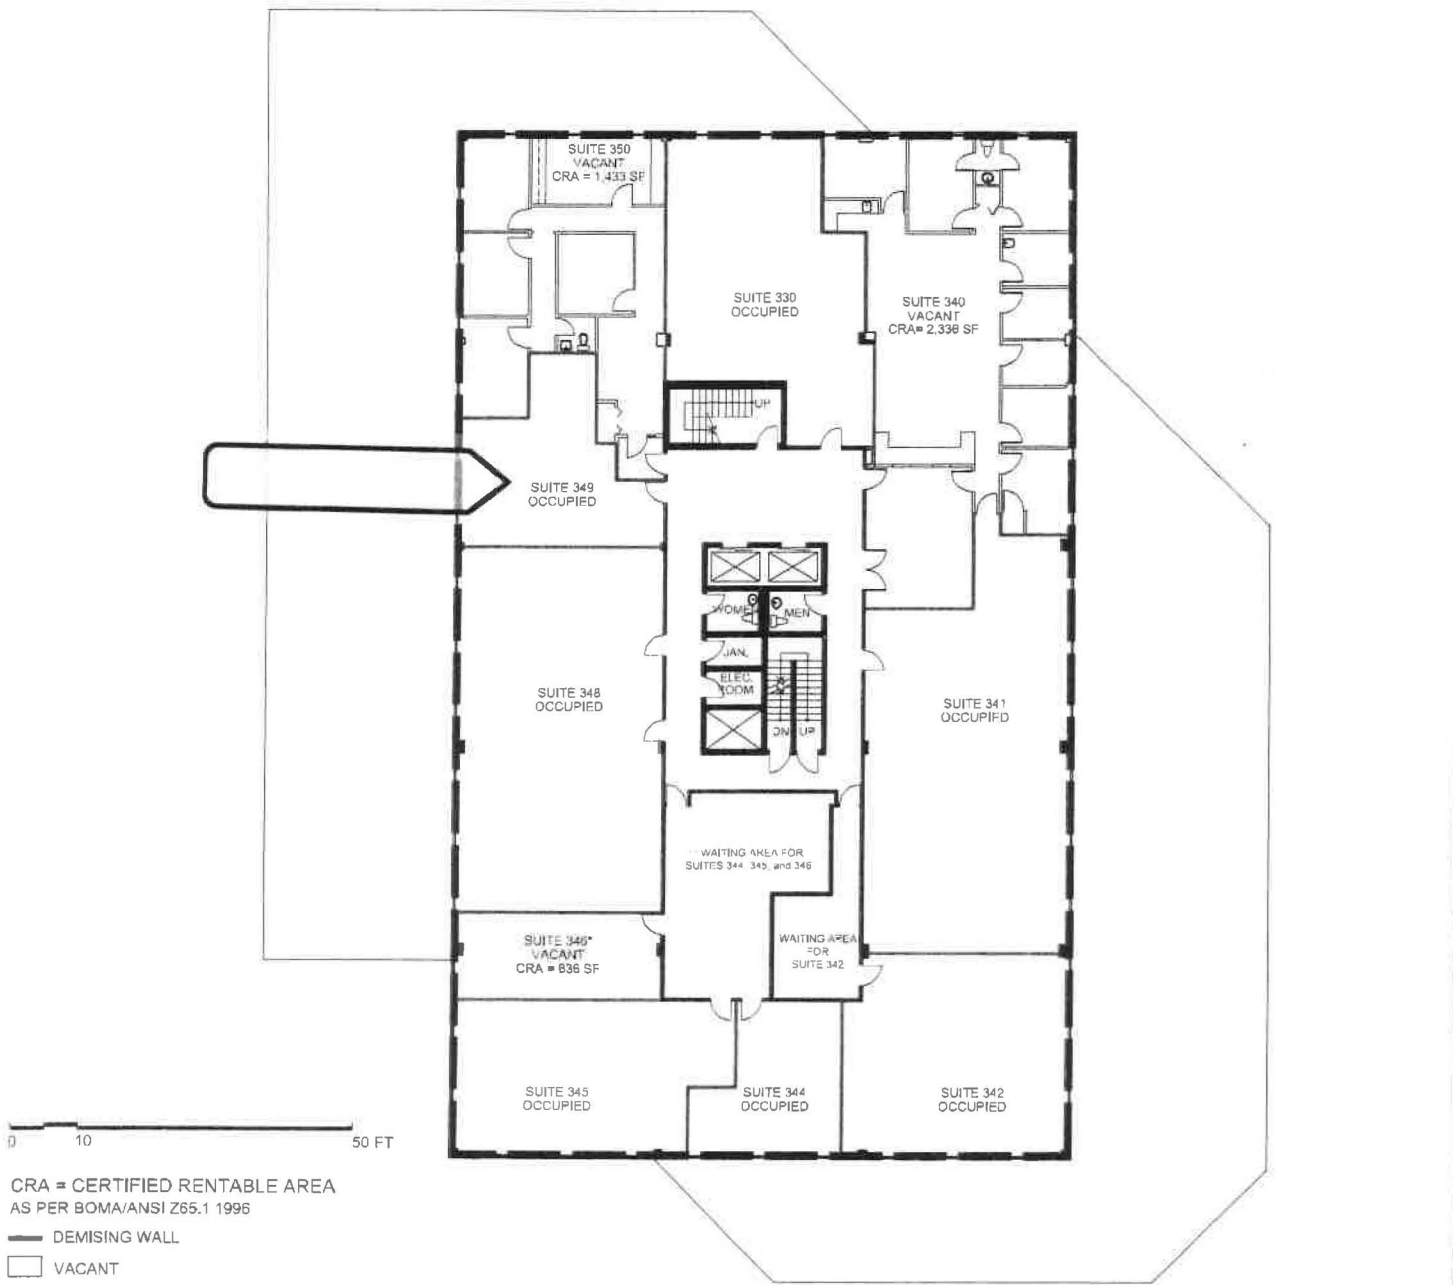 SUITE 350
VACANT
CRA = 1,433 SF
SUITE 330
OCCUPIED
SUITE 340
VACANT
CRA= 2,336 SF
UP
SUITE 349
OCCUPIED
WOMEN
MEN
JAN.
ELEC.
ROOM
DN
UP
SUITE 348
OCCUPIED
SUITE 341
OCCUPIED
WAITING AREA FOR
SUITES 344, 345, and 346
SUITE 346*
VACANT
CRA = 636 SF
WAITING AREA
FOR
SUITE 342
SUITE 345
OCCUPIED
SUITE 344
OCCUPIED
SUITE 342
OCCUPIED
0 10 50 FT
CRA = CERTIFIED RENTABLE AREA
AS PER BOMA/ANSI Z65.1 1996
DEMISING WALL
VACANT